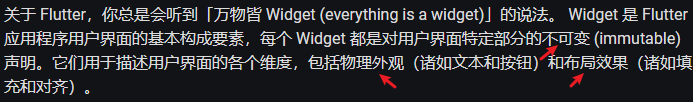 关于 Flutter，你总是会听到「万物皆 Widget (everything is a widget)」的说法。 Widget 是 Flutter
应用程序用户界面的基本构成要素，每个 Widget 都是对用户界面特定部分的不可变 (immutable)
声明。它们用于描述用户界面的各个维度，包括物理外观（诸如文本和按钮）和布局效果（诸如填
充和对齐）。